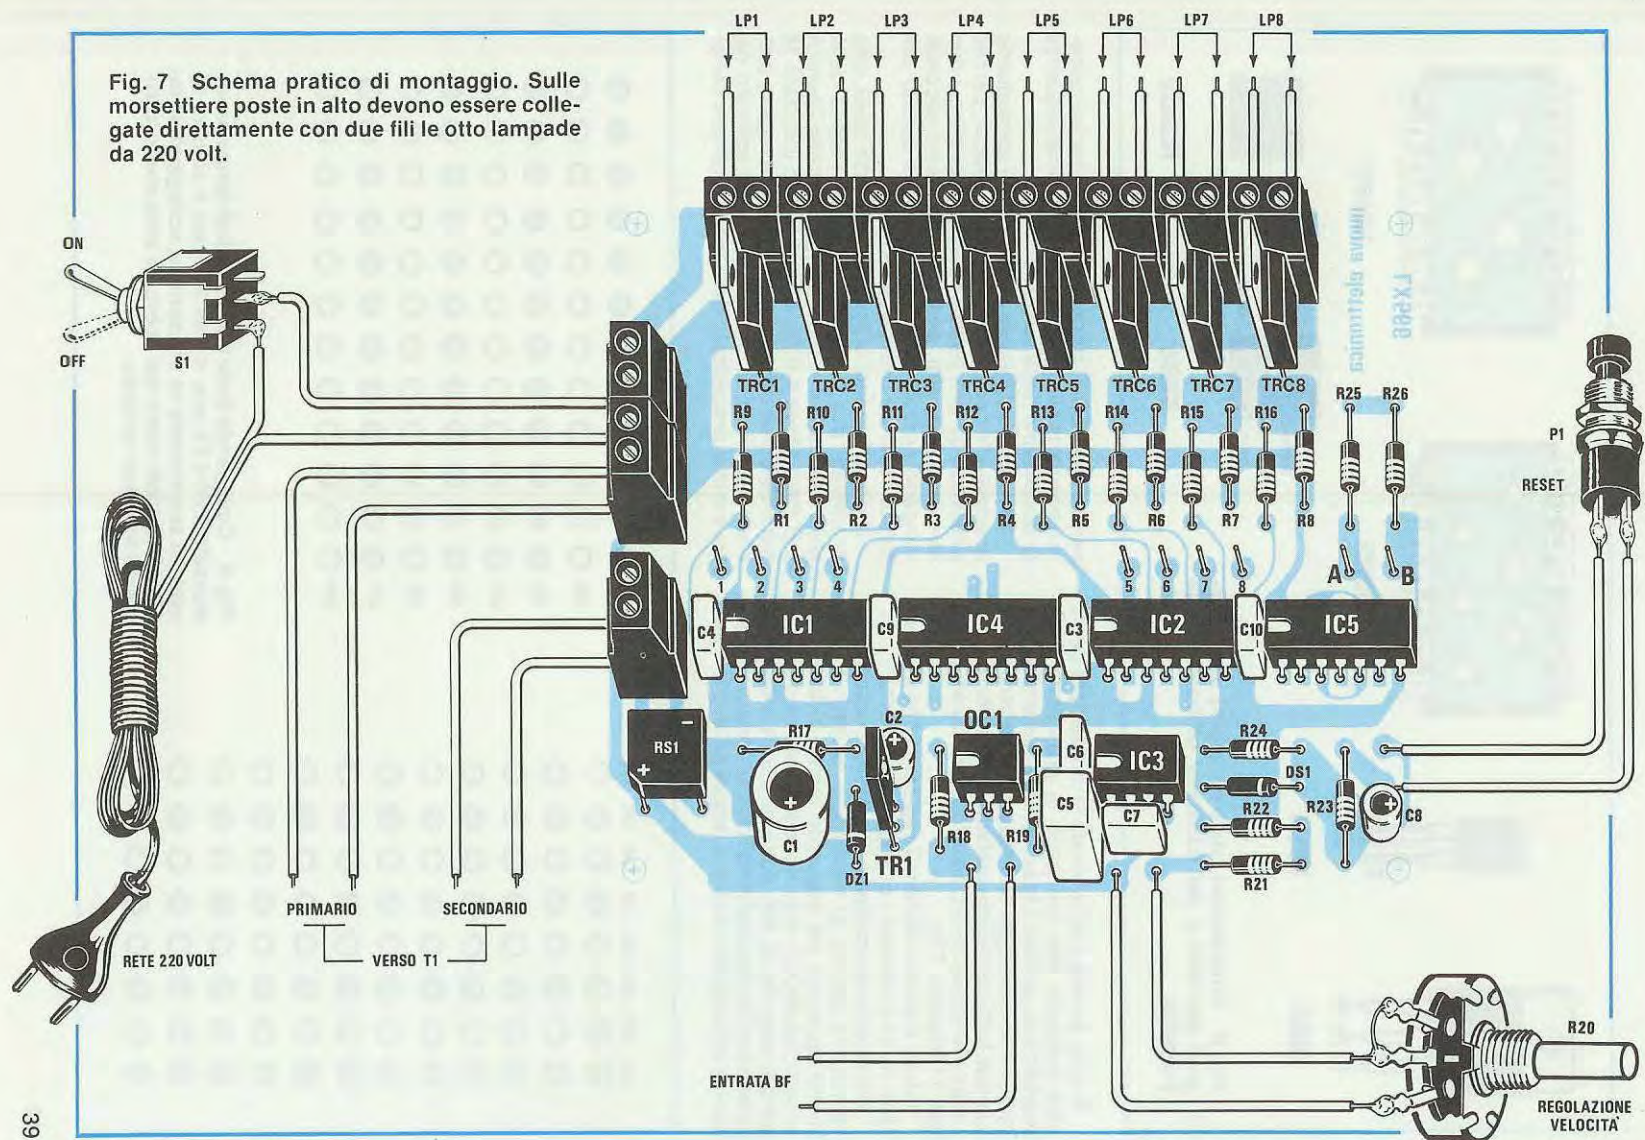 LP1 LP2 LP3 LP4 LP5 LP6 LP7 LP8
Fig. 7 Schema pratico di montaggio. Sulle
morsettiere poste in alto devono essere colle-
gate direttamente con due fili le otto lampade
da 220 volt.
ON
OFF
S1
nuova elettronica
LX566
TRC1 TRC2 TRC3 TRC4 TRC5 TRC6 TRC7 TRC8
R9 R10 R11 R12 R13 R14 R15 R16 R25 R26
P1
RESET
R1 R2 R3 R4 R5 R6 R7 R8
1 2 3 4 5 6 7 8 A B
C4 IC1 C9 IC4 C3 IC2 C10 IC5
RS1 - +
R17 C2 OC1 C6 IC3 R24
DS1
C1 + DZ1 TR1 R18 R19 C5 C7 R22 R23 C8 +
R21
PRIMARIO SECONDARIO
RETE 220 VOLT VERSO T1
ENTRATA BF
R20
REGOLAZIONE
VELOCITÀ
39